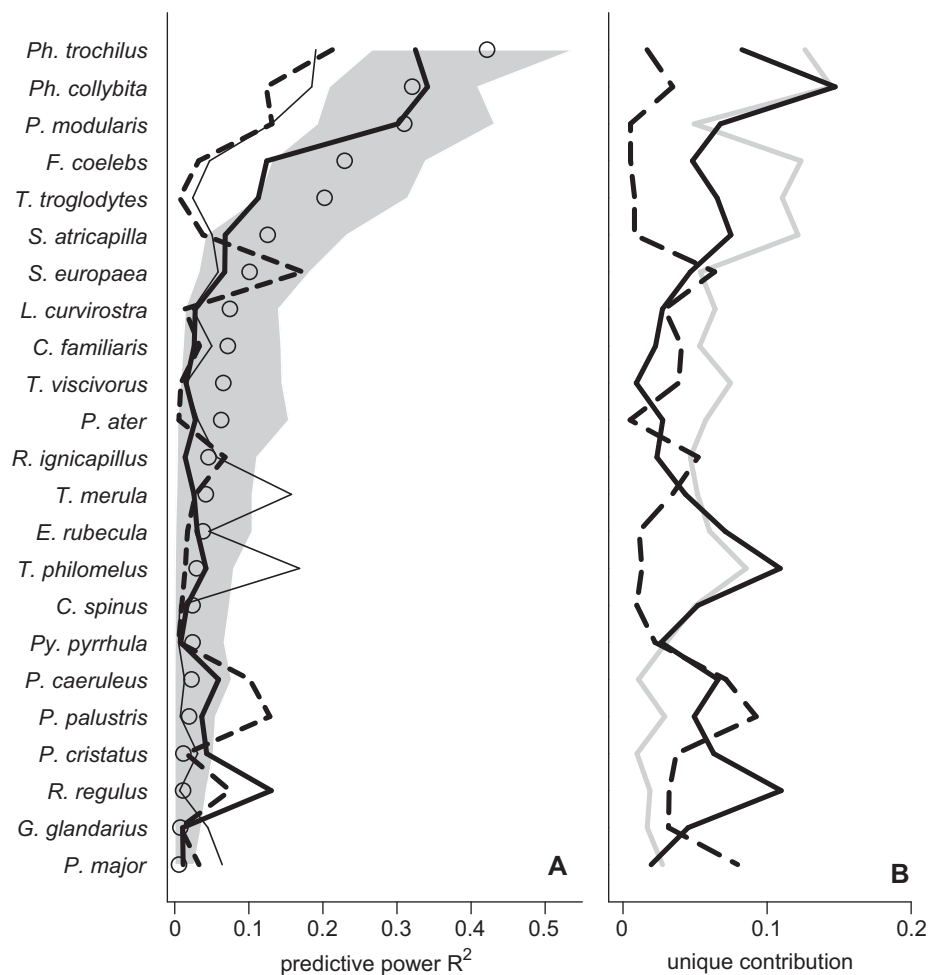 Ph. trochilus
Ph. collybita
P. modularis
F. coelebs
T. troglodytes
S. atricapilla
S. europaea
L. curvirostra
C. familiaris
T. viscivorus
P. ater
R. ignicapillus
T. merula
E. rubecula
T. philomelus
C. spinus
Py. pyrrhula
P. caeruleus
P. palustris
P. cristatus
R. regulus
G. glandarius
P. major
A
B
0 0.1 0.2 0.3 0.4 0.5
predictive power R²
0 0.1 0.2
unique contribution